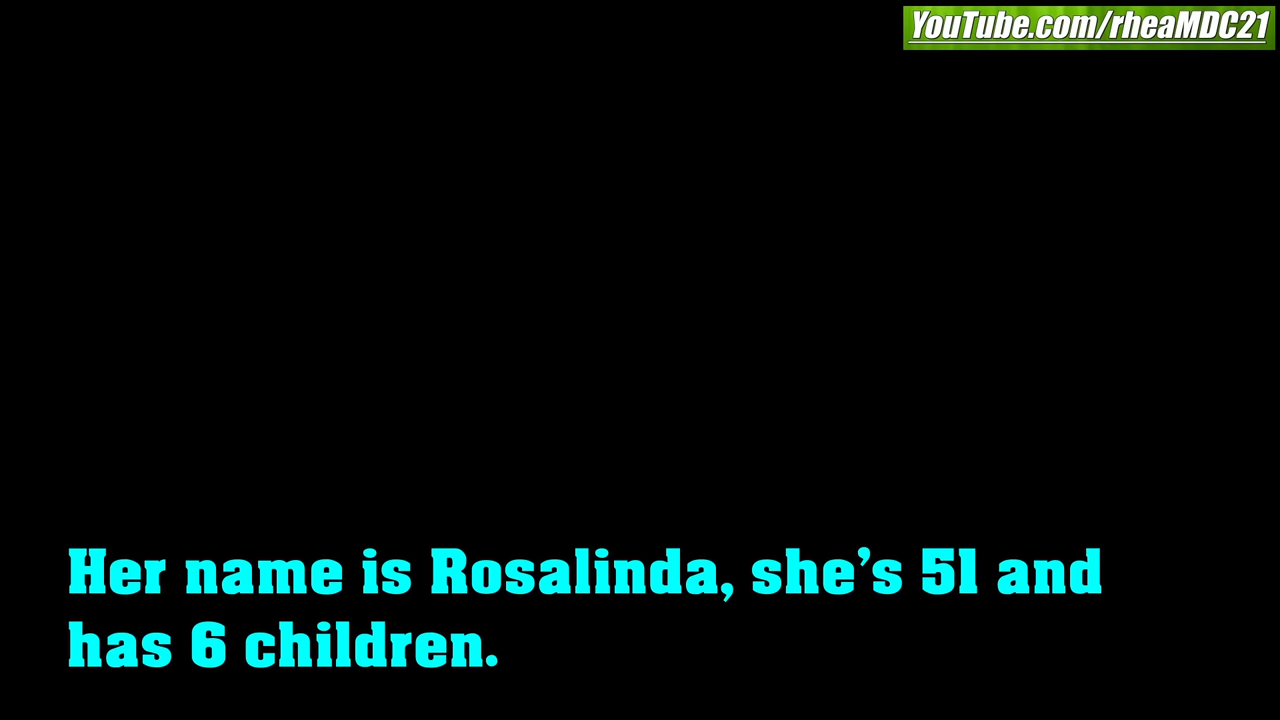 YouTube.com/rheaMDC21
Her name is Rosalinda, she’s 51 and
has 6 children.